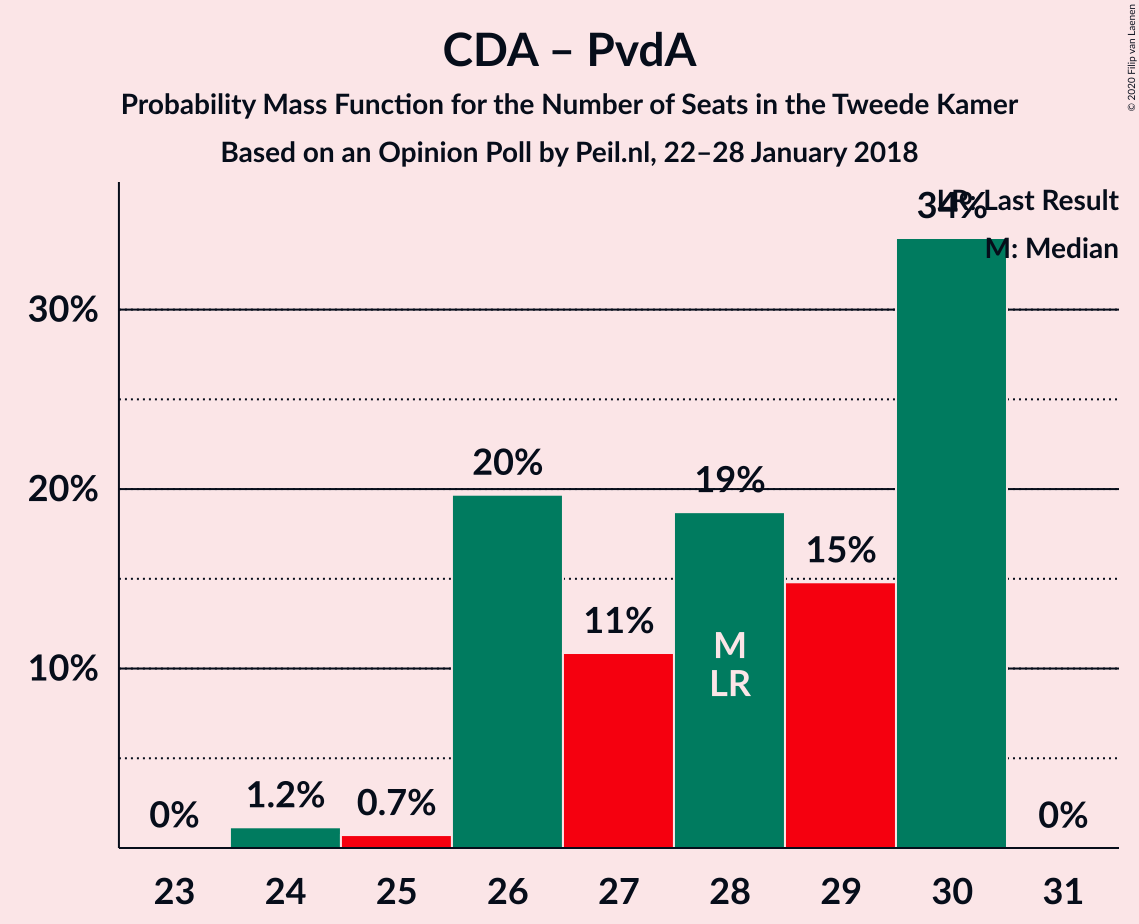 CDA – PvdA
Probability Mass Function for the Number of Seats in the Tweede Kamer
Based on an Opinion Poll by Peil.nl, 22–28 January 2018
© 2020 Filip van Laenen
LR: Last Result
M: Median
34%
30%
20%
20%
19%
15%
11%
M
LR
10%
0%
1.2%
0.7%
0%
23 24 25 26 27 28 29 30 31